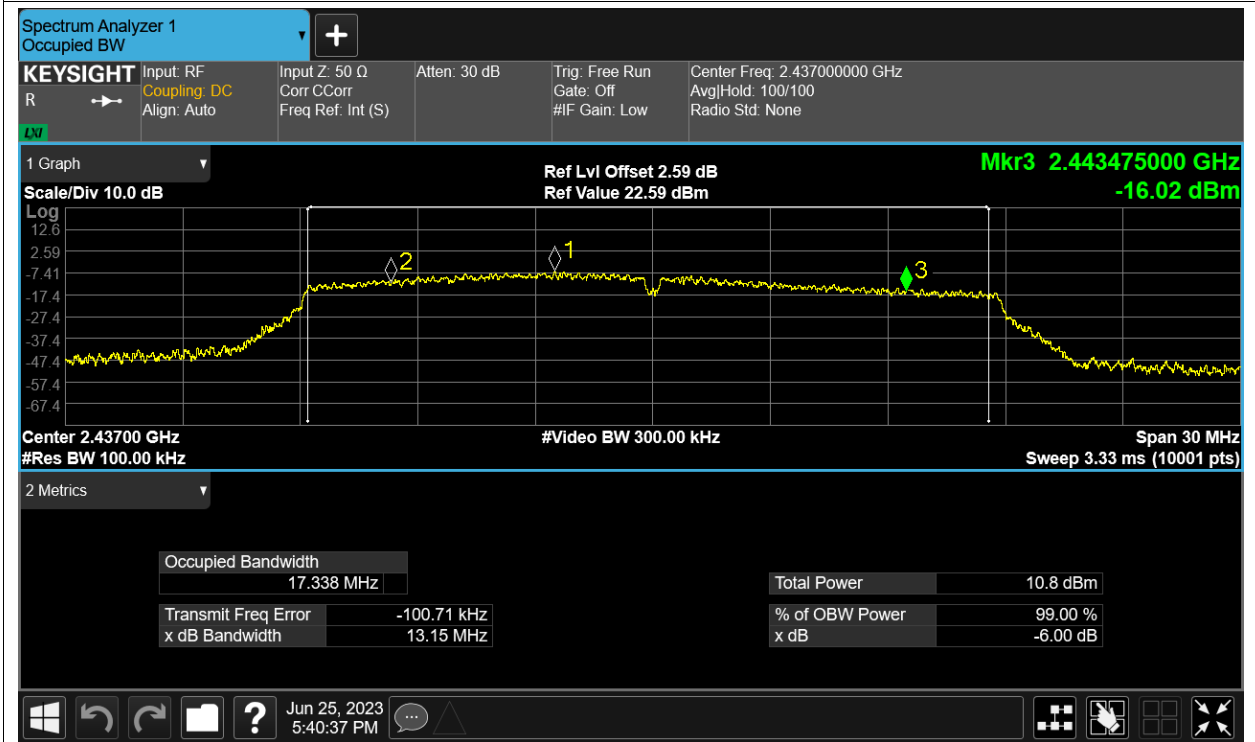 Spectrum Analyzer 1
Occupied BW
KEYSIGHT Input: RF Input Z: 50 Ω Atten: 30 dB Trig: Free Run Center Freq: 2.437000000 GHz
R Coupling: DC Corr CCorr Gate: Off Avg|Hold: 100/100
Align: Auto Freq Ref: Int (S) #IF Gain: Low Radio Std: None
LXI
1 Graph Ref Lvl Offset 2.59 dB Mkr3 2.443475000 GHz
Scale/Div 10.0 dB Ref Value 22.59 dBm -16.02 dBm
Log
12.6
2.59
-7.41
-17.4
-27.4
-37.4
-47.4
-57.4
-67.4
2 1 3
Center 2.43700 GHz #Video BW 300.00 kHz Span 30 MHz
#Res BW 100.00 kHz Sweep 3.33 ms (10001 pts)
2 Metrics
Occupied Bandwidth
17.338 MHz Total Power 10.8 dBm
Transmit Freq Error -100.71 kHz % of OBW Power 99.00 %
x dB Bandwidth 13.15 MHz x dB -6.00 dB
? Jun 25, 2023
5:40:37 PM